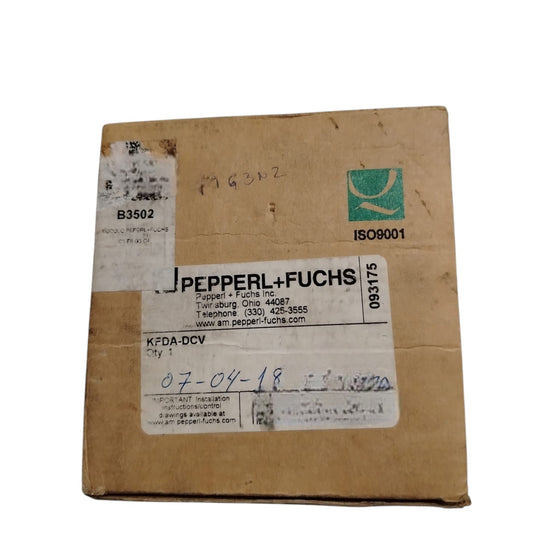 B3502
ISO9001
PEPPERL+FUCHS
Pepperl + Fuchs Inc.
Twinsburg, Ohio 44087
Telephone (330) 425-3555
www.am.pepperl-fuchs.com
093175
KFDA-DCV
Qty. 1
07-04-18
IMPORTANT Installation
instructions/control
drawings available at
www.am.pepperl-fuchs.com